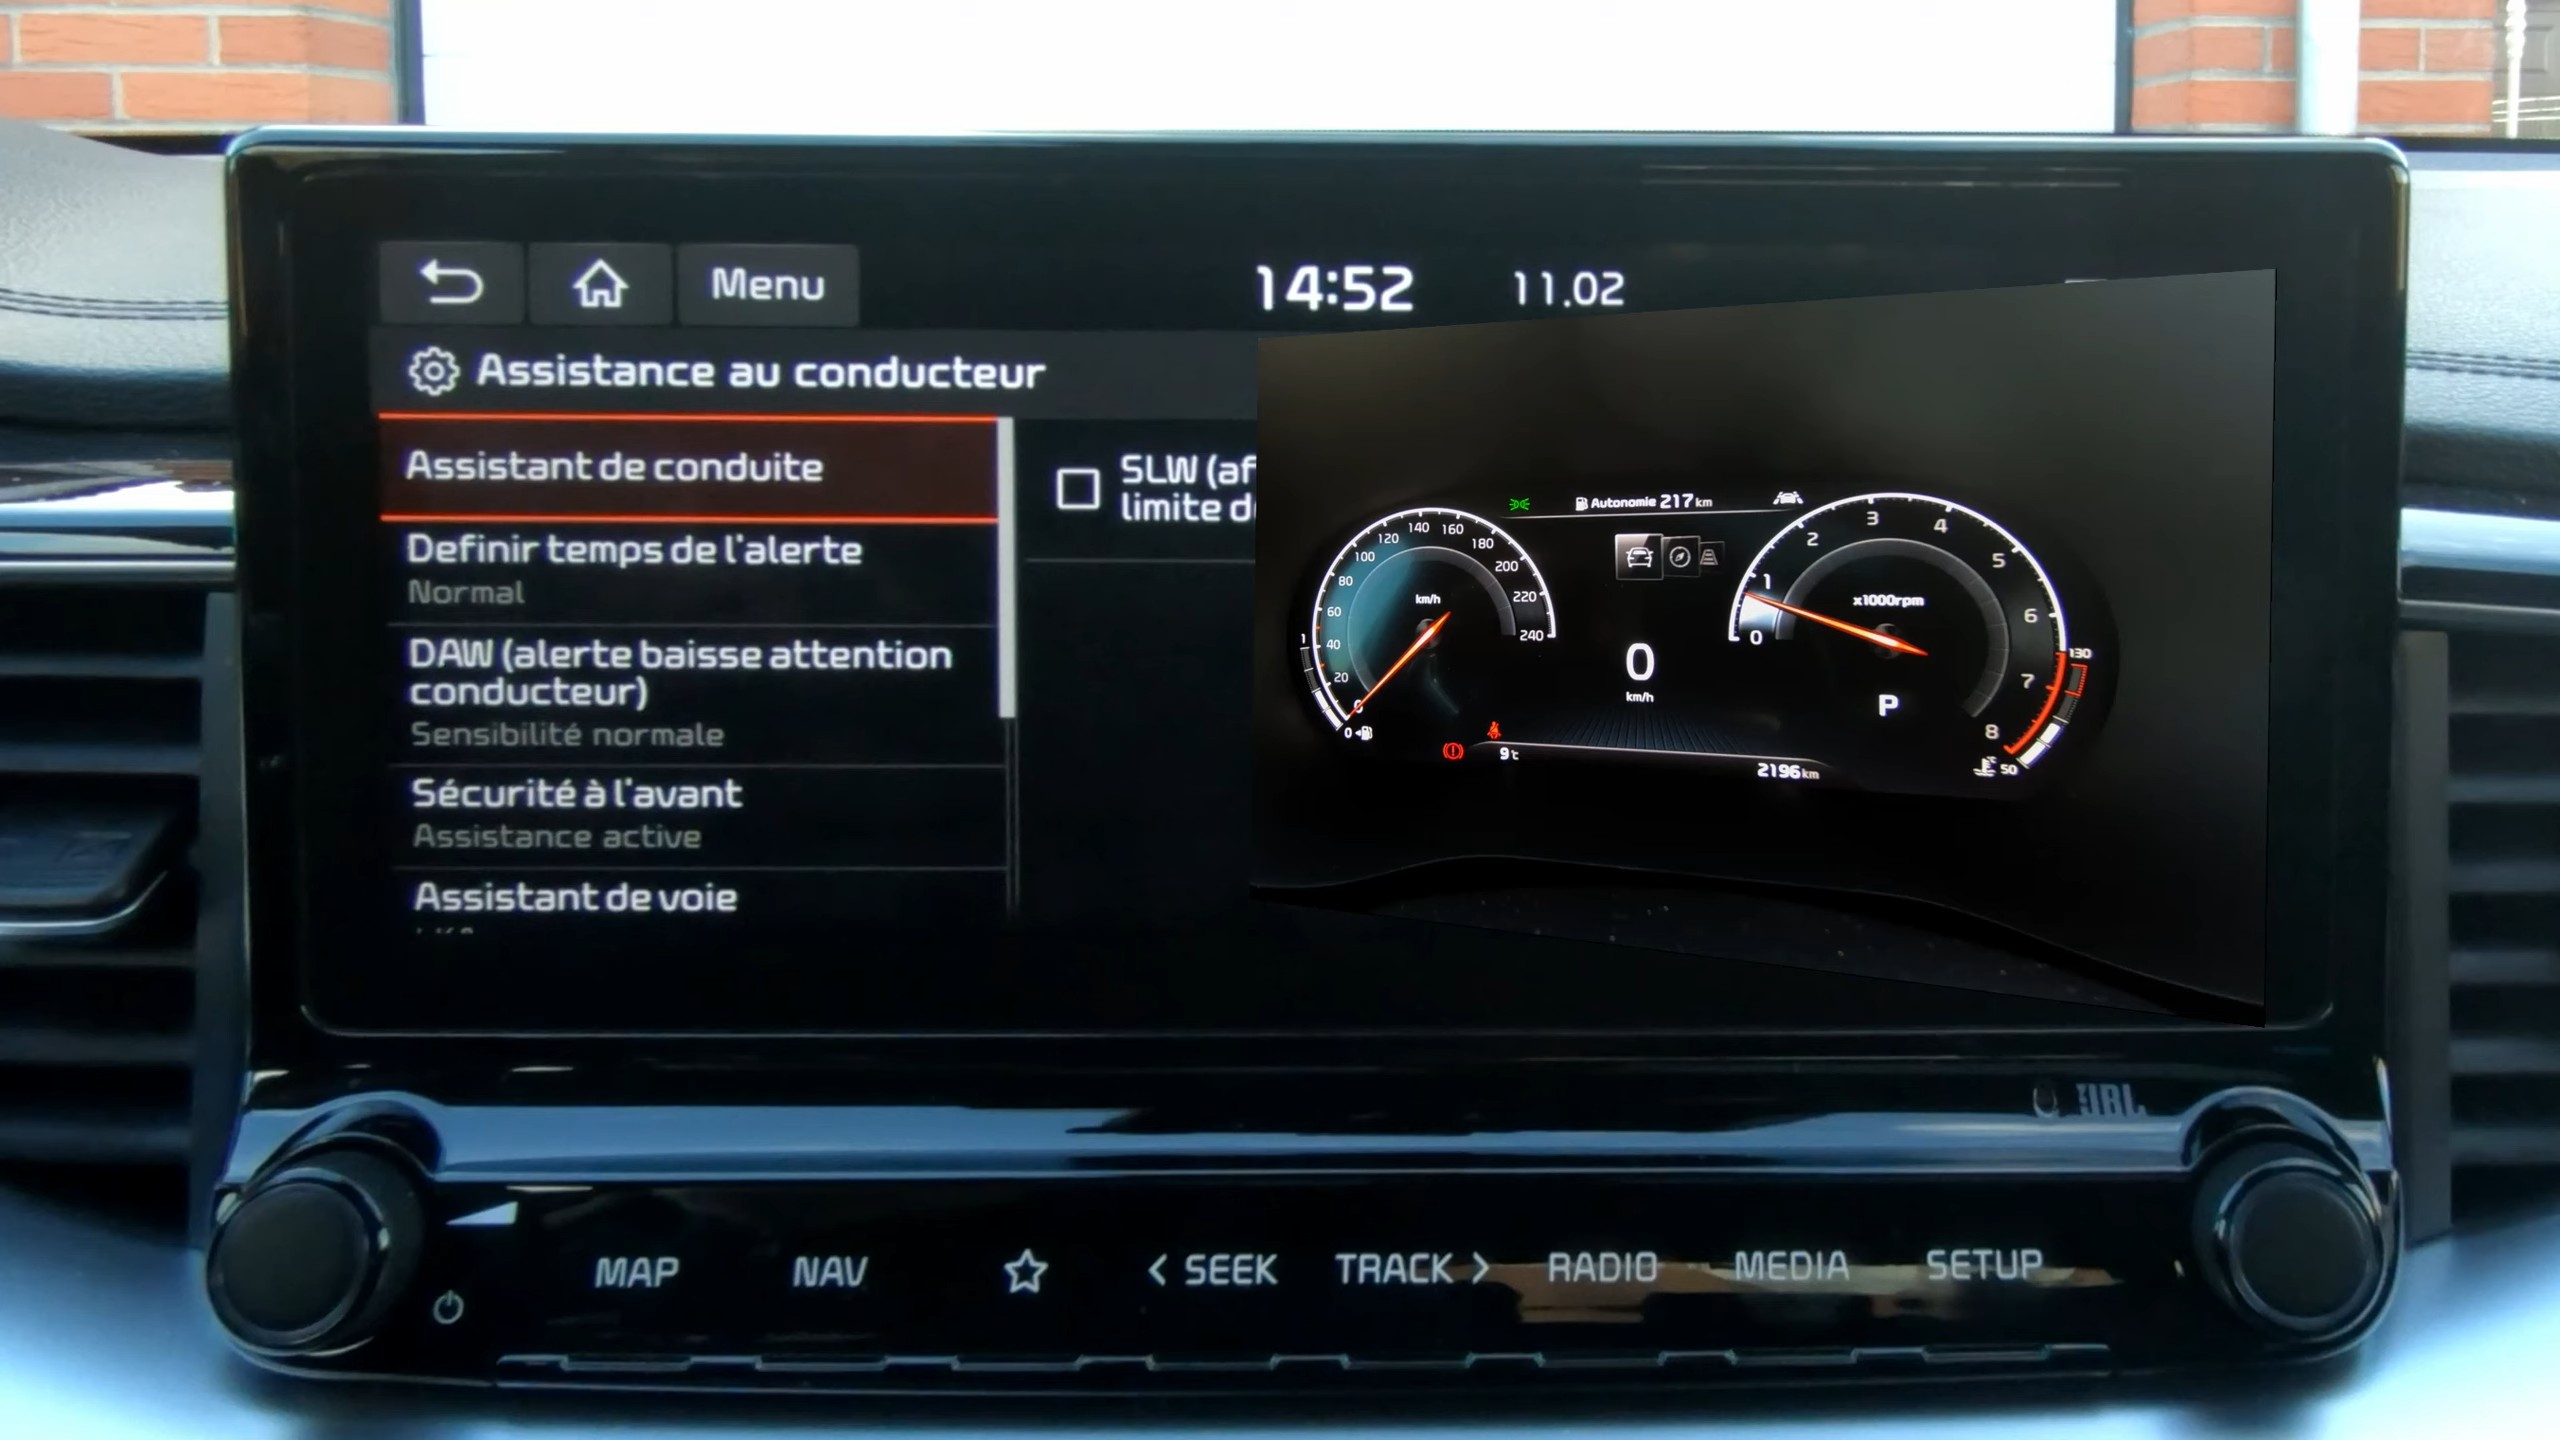 Menu
14:52
11.02
Assistance au conducteur
Assistant de conduite
Definir temps de l'alerte
Normal
DAW (alerte baisse attention
conducteur)
Sensibilité normale
Sécurité à l'avant
Assistance active
Assistant de voie
SLW (af
limite d
Autonomie 217 km
0
20
40
60
80
100
120
140
160
180
200
220
240
km/h
1
0
0
km/h
9℃
2196 km
0
1
2
3
4
5
6
7
8
x1000rpm
P
130
50
JBL
MAP
NAV
< SEEK
TRACK >
RADIO
MEDIA
SETUP